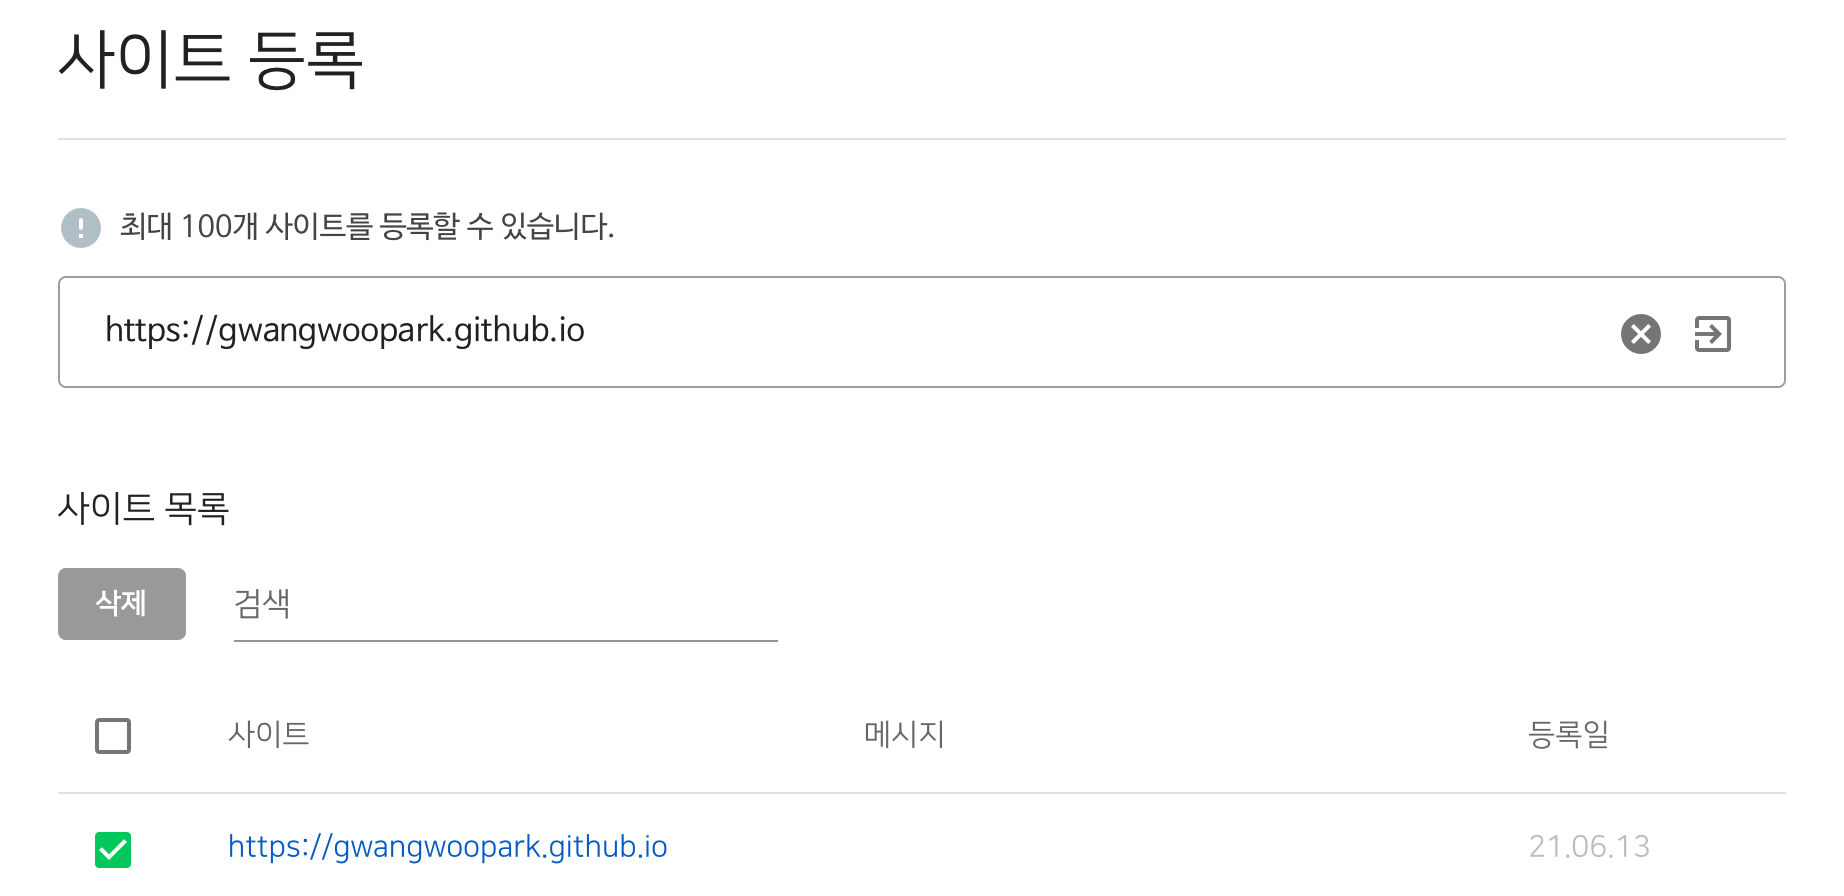 사이트 등록
최대 100개 사이트를 등록할 수 있습니다.
https://gwangwoopark.github.io
사이트 목록
삭제 검색
사이트 메시지 등록일
https://gwangwoopark.github.io 21.06.13